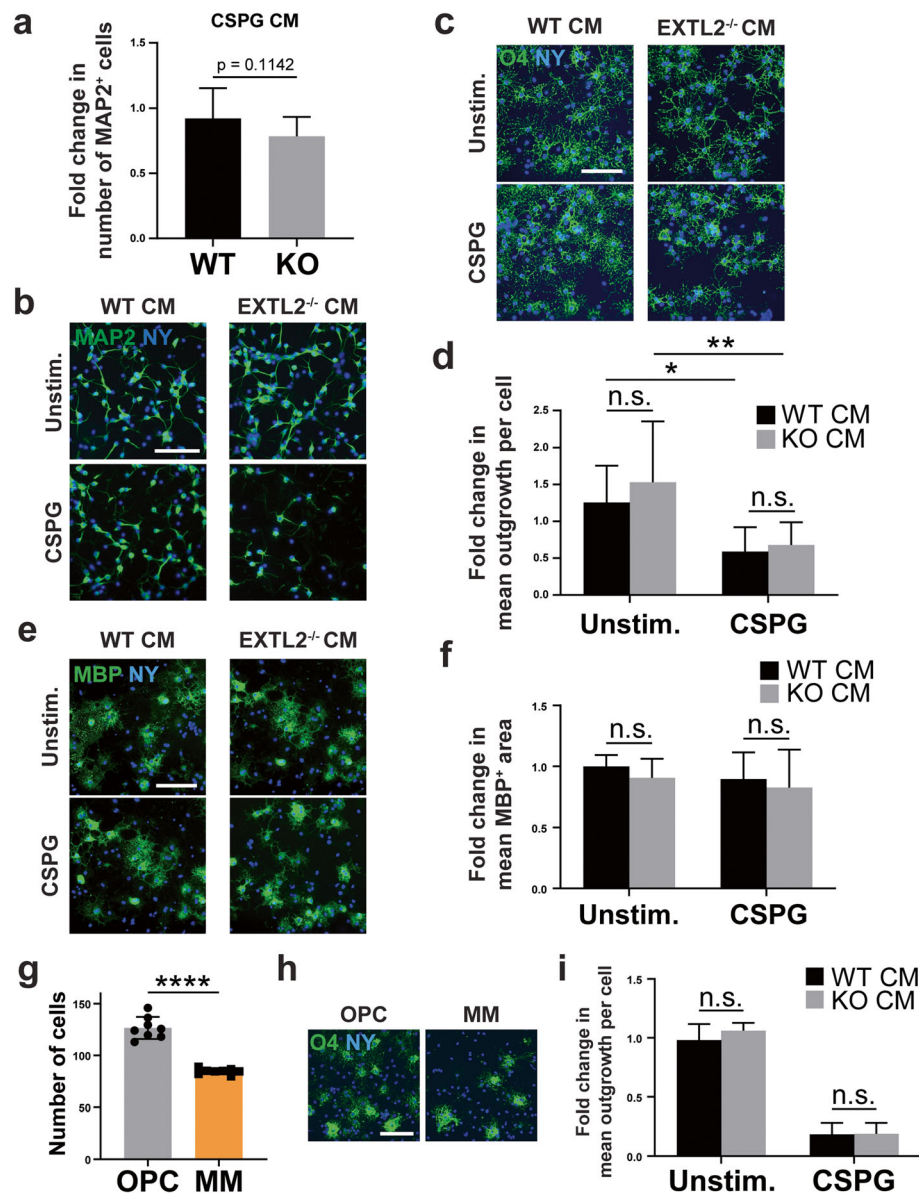 a
CSPG CM
Fold change in
number of MAP2⁺ cells
1.5
1.0
0.5
0.0
p = 0.1142
WT
KO
b
WT CM
EXTL2⁻/⁻ CM
MAP2 NY
Unstim.
CSPG
c
WT CM
EXTL2⁻/⁻ CM
O4 NY
Unstim.
CSPG
d
Fold change in
mean outgrowth per cell
2.5
2.0
1.5
1.0
0.5
0.0
**
*
n.s.
n.s.
WT CM
KO CM
Unstim.
CSPG
e
WT CM
EXTL2⁻/⁻ CM
MBP NY
Unstim.
CSPG
f
Fold change in
mean MBP⁺ area
1.5
1.0
0.5
0.0
n.s.
n.s.
WT CM
KO CM
Unstim.
CSPG
g
Number of cells
150
100
50
0
****
OPC
MM
h
OPC
MM
O4 NY
i
Fold change in
mean outgrowth per cell
1.5
1.0
0.5
0.0
n.s.
n.s.
WT CM
KO CM
Unstim.
CSPG